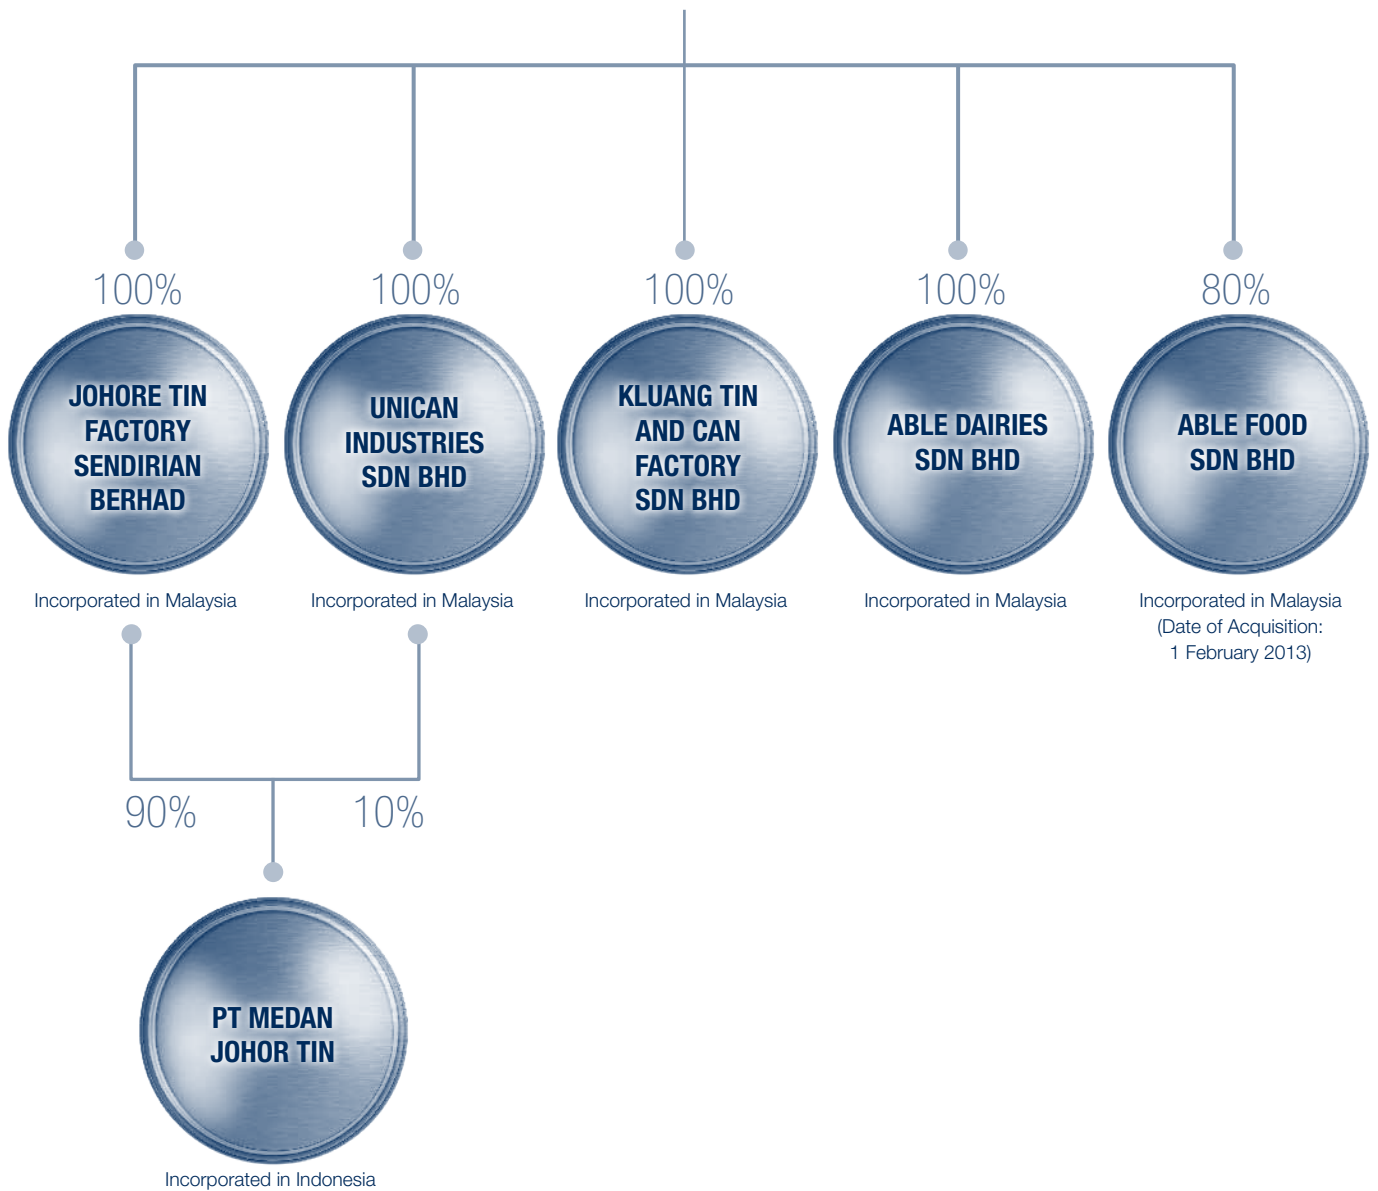 100%
JOHORE TIN
FACTORY
SENDIRIAN
BERHAD
Incorporated in Malaysia
100%
UNICAN
INDUSTRIES
SDN BHD
Incorporated in Malaysia
100%
KLUANG TIN
AND CAN
FACTORY
SDN BHD
Incorporated in Malaysia
100%
ABLE DAIRIES
SDN BHD
Incorporated in Malaysia
80%
ABLE FOOD
SDN BHD
Incorporated in Malaysia
(Date of Acquisition:
1 February 2013)
90%
10%
PT MEDAN
JOHOR TIN
Incorporated in Indonesia